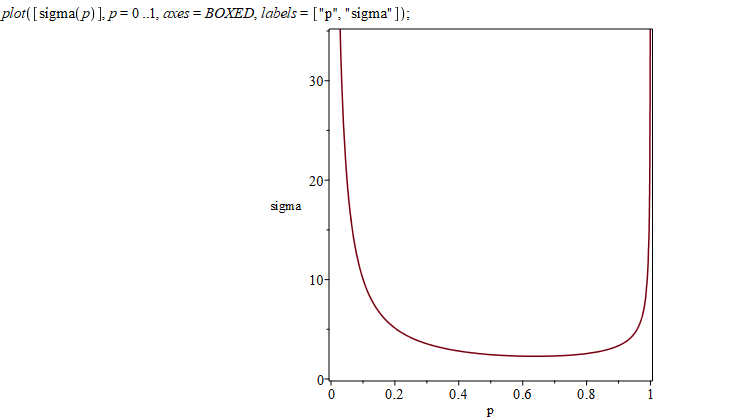 plot([sigma(p)], p = 0 ..1, axes = BOXED, labels = ["p", "sigma"]);
30
20
sigma
10
0
0 0.2 0.4 0.6 0.8 1
p